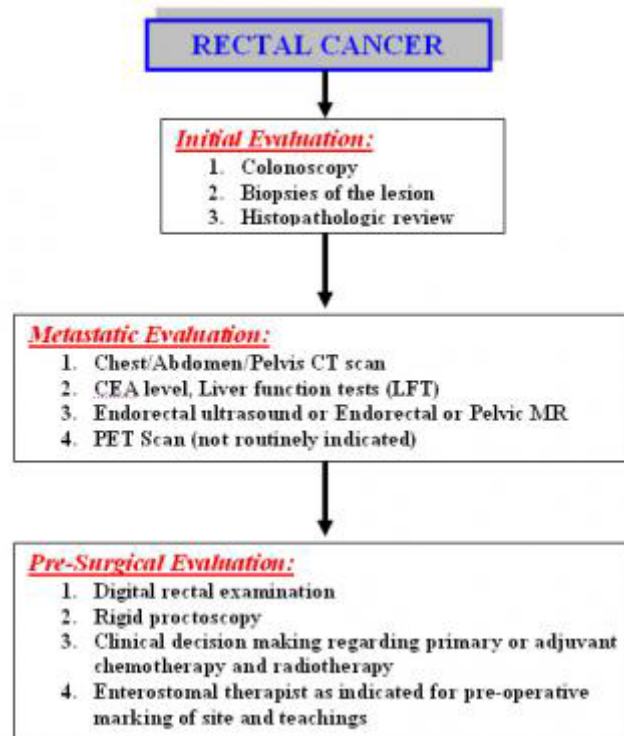 RECTAL CANCER
Initial Evaluation:
1. Colonoscopy
2. Biopsies of the lesion
3. Histopathologic review
Metastatic Evaluation:
1. Chest/Abdomen/Pelvis CT scan
2. CEA level, Liver function tests (LFT)
3. Endorectal ultrasound or Endorectal or Pelvic MR
4. PET Scan (not routinely indicated)
Pre-Surgical Evaluation:
1. Digital rectal examination
2. Rigid proctoscopy
3. Clinical decision making regarding primary or adjuvant
chemotherapy and radiotherapy
4. Enterostomal therapist as indicated for pre-operative
marking of site and teachings